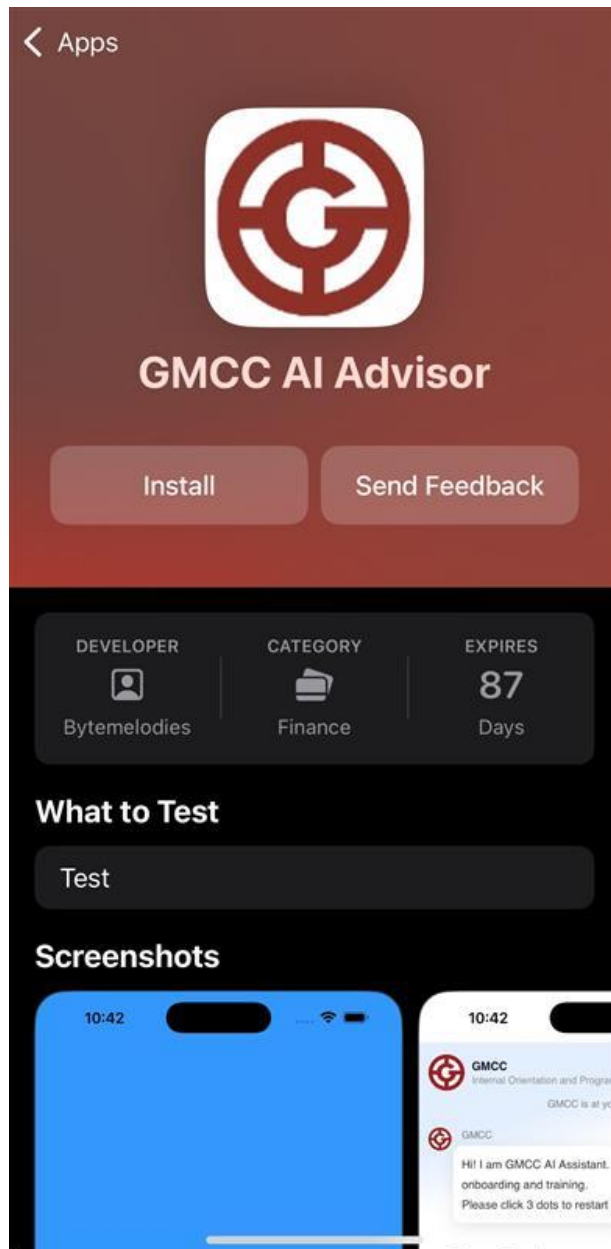 Apps
GMCC AI Advisor
Install
Send Feedback
DEVELOPER
CATEGORY
EXPIRES
87
Bytemelodies
Finance
Days
What to Test
Test
Screenshots
10:42
10:42
GMCC
Internal Orientation and Progra
GMCC is at yo
GMCC
Hi! I am GMCC AI Assistant.
onboarding and training.
Please click 3 dots to restart